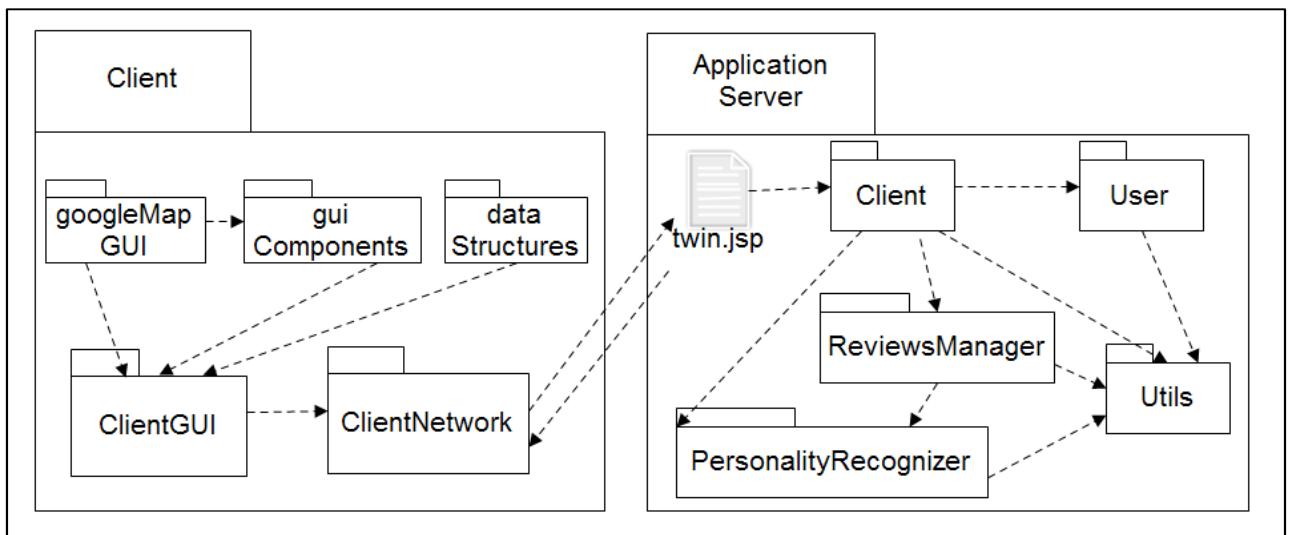 Client
googleMap
GUI
gui
Components
data
Structures
ClientGUI
ClientNetwork
Application
Server
twin.jsp
Client
User
ReviewsManager
Utils
PersonalityRecognizer